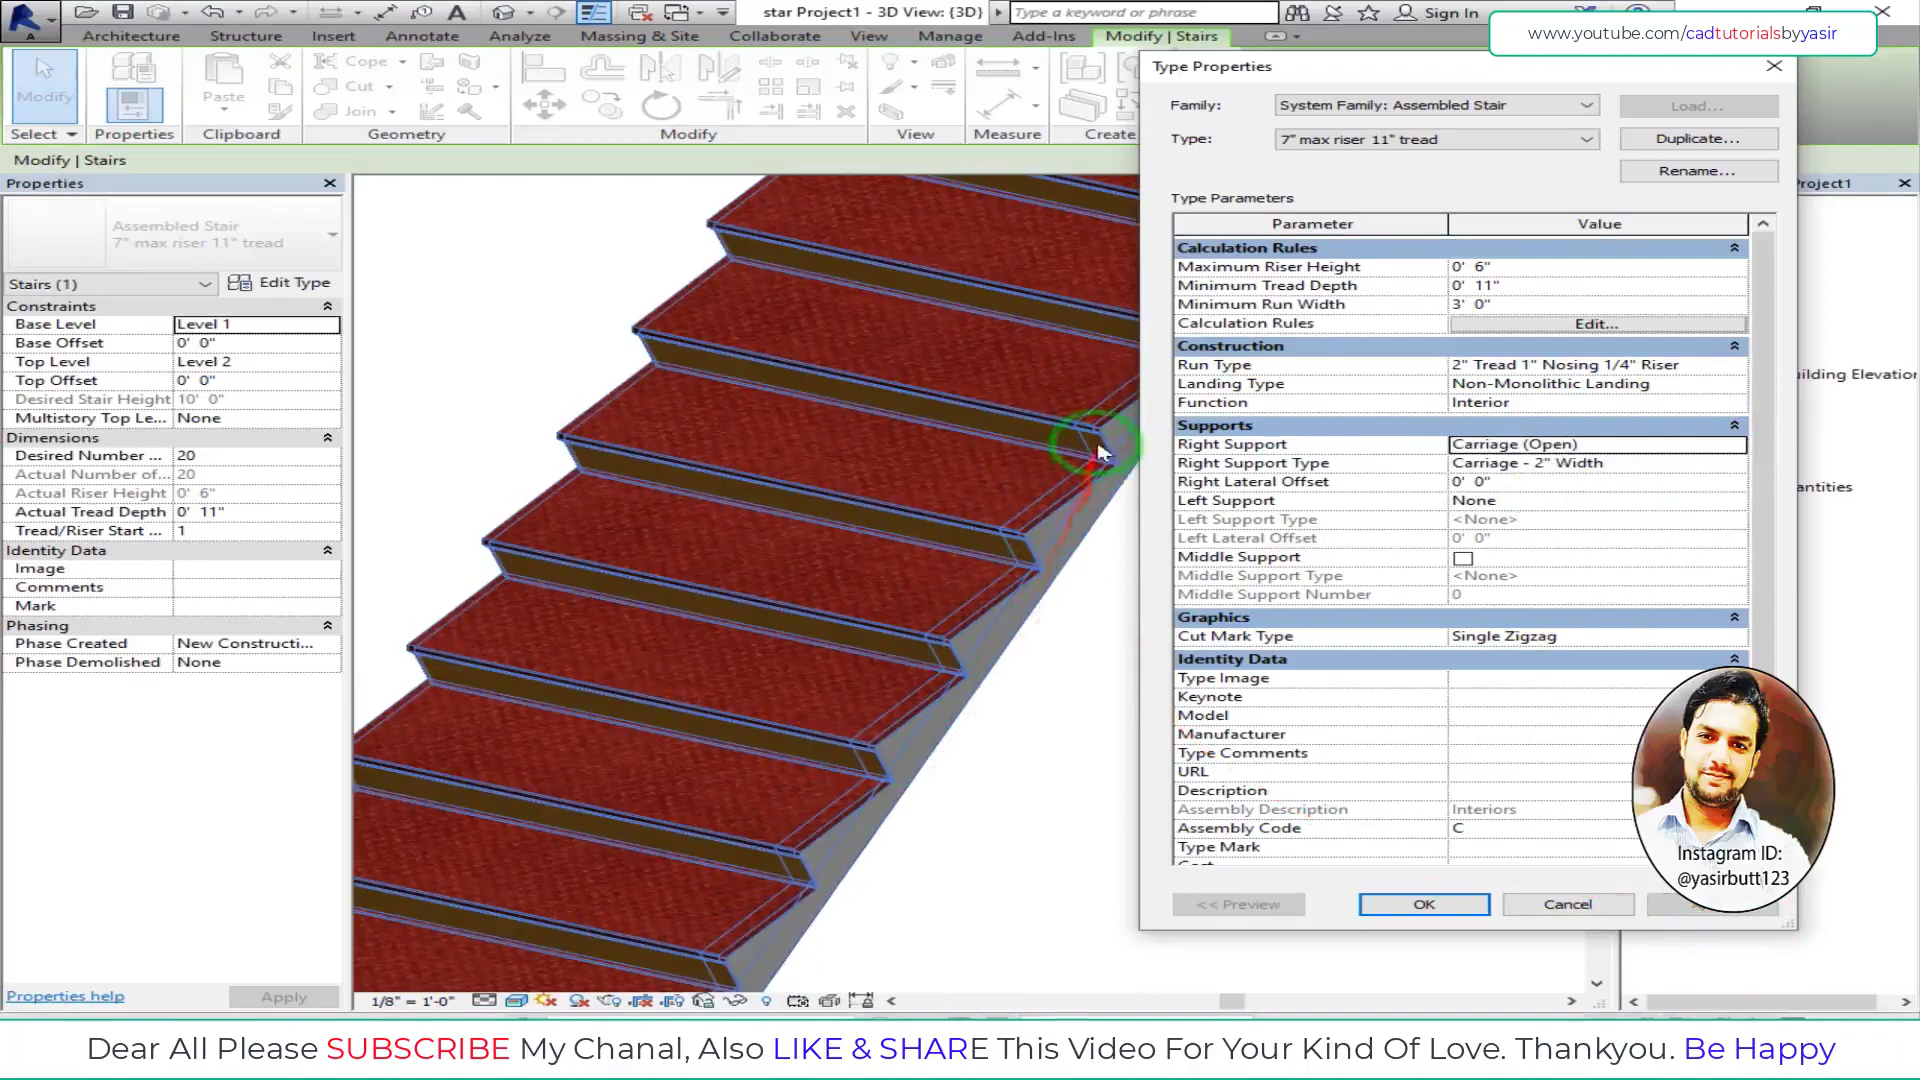 star Project1 - 3D View: {3D}
Type a keyword or phrase
Sign In
www.youtube.com/cadtutorialsbyyasir
Architecture
Structure
Insert
Annotate
Analyze
Massing & Site
Collaborate
View
Manage
Add-Ins
Modify | Stairs
Modify
Cope
Cut
Join
Paste
Select
Properties
Clipboard
Geometry
Modify
View
Measure
Create
Modify | Stairs
Properties
Assembled Stair
7" max riser 11" tread
Stairs (1)
Edit Type
Constraints
Base Level Level 1
Base Offset 0' 0"
Top Level Level 2
Top Offset 0' 0"
Desired Stair Height 10' 0"
Multistory Top Le... None
Dimensions
Desired Number ... 20
Actual Number of... 20
Actual Riser Height 0' 6"
Actual Tread Depth 0' 11"
Tread/Riser Start ... 1
Identity Data
Image
Comments
Mark
Phasing
Phase Created New Constructi...
Phase Demolished None
Properties help
Apply
1/8" = 1'-0"
Type Properties
Family: System Family: Assembled Stair Load...
Type: 7" max riser 11" tread Duplicate...
Rename...
Type Parameters
Parameter Value
Calculation Rules
Maximum Riser Height 0' 6"
Minimum Tread Depth 0' 11"
Minimum Run Width 3' 0"
Calculation Rules Edit...
Construction
Run Type 2" Tread 1" Nosing 1/4" Riser
Landing Type Non-Monolithic Landing
Function Interior
Supports
Right Support Carriage (Open)
Right Support Type Carriage - 2" Width
Right Lateral Offset 0' 0"
Left Support None
Left Support Type <None>
Left Lateral Offset 0' 0"
Middle Support
Middle Support Type <None>
Middle Support Number 0
Graphics
Cut Mark Type Single Zigzag
Identity Data
Type Image
Keynote
Model
Manufacturer
Type Comments
URL
Description
Assembly Description Interiors
Assembly Code C
Type Mark
<< Preview
OK
Cancel
Project1
uilding Elevation
antities
Instagram ID:
@yasirbutt123
Dear All Please SUBSCRIBE My Chanal, Also LIKE & SHARE This Video For Your Kind Of Love. Thankyou. Be Happy